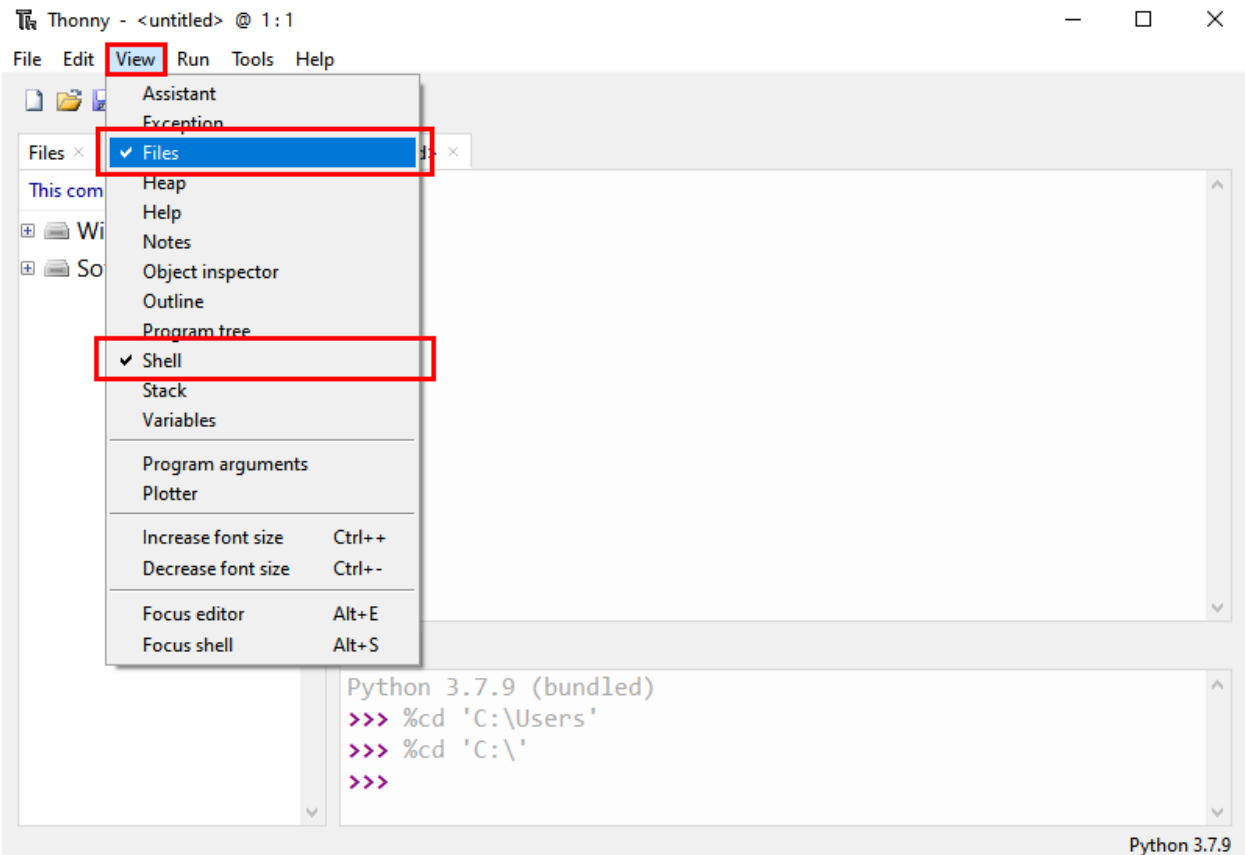 Thonny - <untitled> @ 1:1
File Edit View Run Tools Help
Assistant
Exception
Files
Files
d>
This com
Heap
Wi
Help
Notes
So
Object inspector
Outline
Program tree
Shell
Stack
Variables
Program arguments
Plotter
Increase font size Ctrl++
Decrease font size Ctrl+-
Focus editor Alt+E
Focus shell Alt+S
Python 3.7.9 (bundled)
>>> %cd 'C:\Users'
>>> %cd 'C:\'
>>>
Python 3.7.9